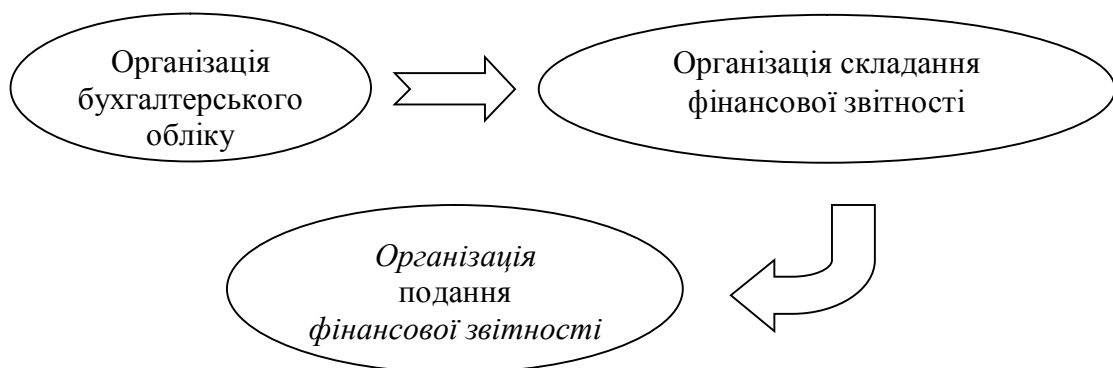 Організація
бухгалтерського
обліку
Організація складання
фінансової звітності
Організація
подання
фінансової звітності